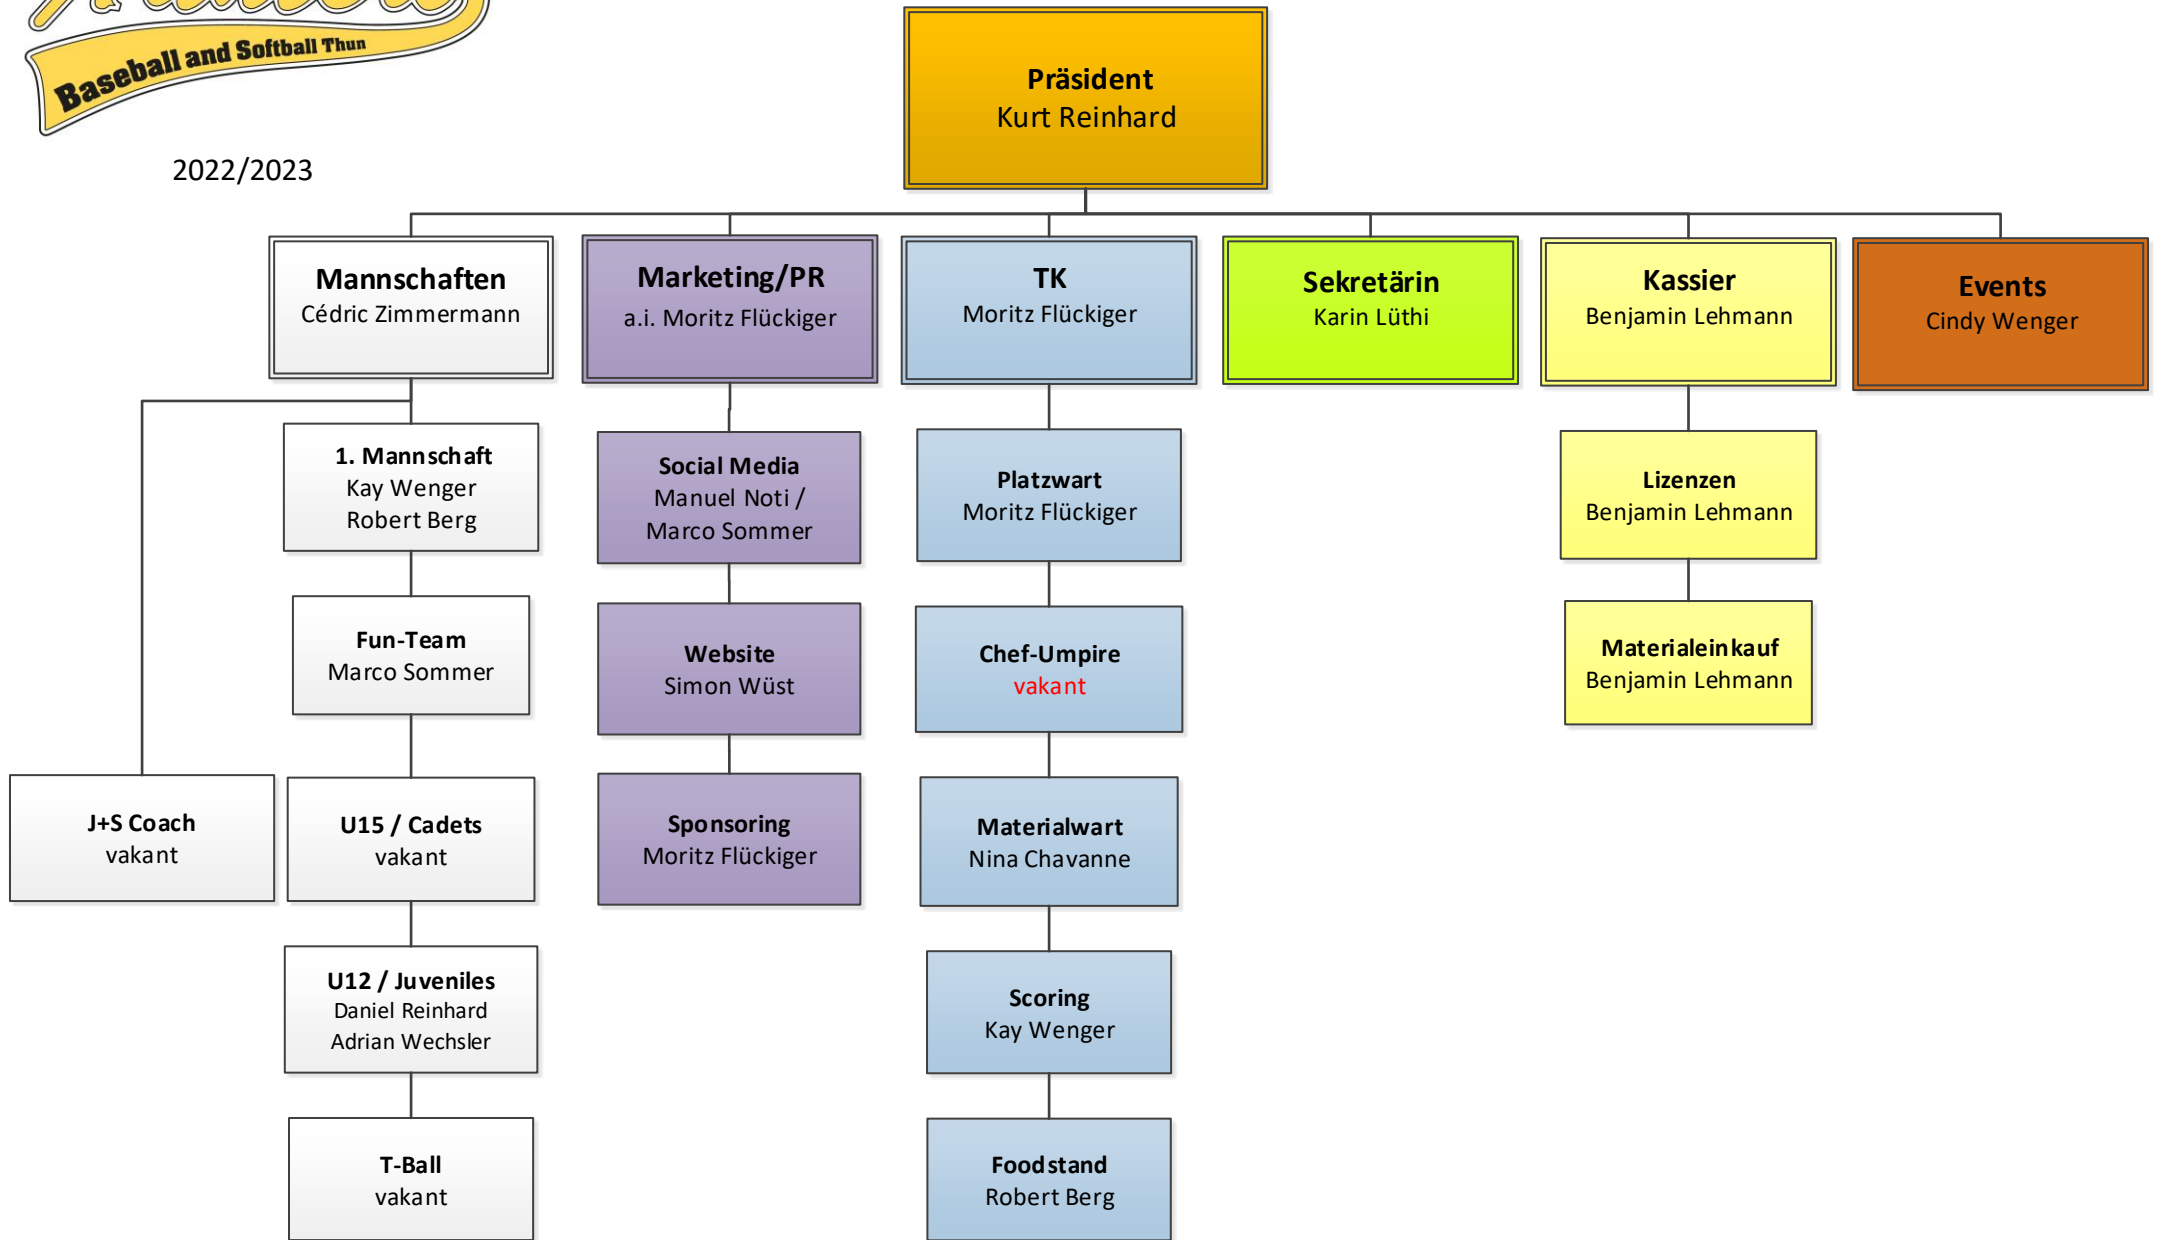 Baseball and Softball Thun
2022/2023
Präsident
Kurt Reinhard
Mannschaften
Cédric Zimmermann
Marketing/PR
a.i. Moritz Flückiger
TK
Moritz Flückiger
Sekretärin
Karin Lüthi
Kassier
Benjamin Lehmann
Events
Cindy Wenger
1. Mannschaft
Kay Wenger
Robert Berg
Fun-Team
Marco Sommer
J+S Coach
vakant
U15 / Cadets
vakant
U12 / Juveniles
Daniel Reinhard
Adrian Wechsler
T-Ball
vakant
Social Media
Manuel Noti /
Marco Sommer
Website
Simon Wüst
Sponsoring
Moritz Flückiger
Platzwart
Moritz Flückiger
Chef-Umpire
vakant
Materialwart
Nina Chavanne
Scoring
Kay Wenger
Foodstand
Robert Berg
Lizenzen
Benjamin Lehmann
Materialeinkauf
Benjamin Lehmann